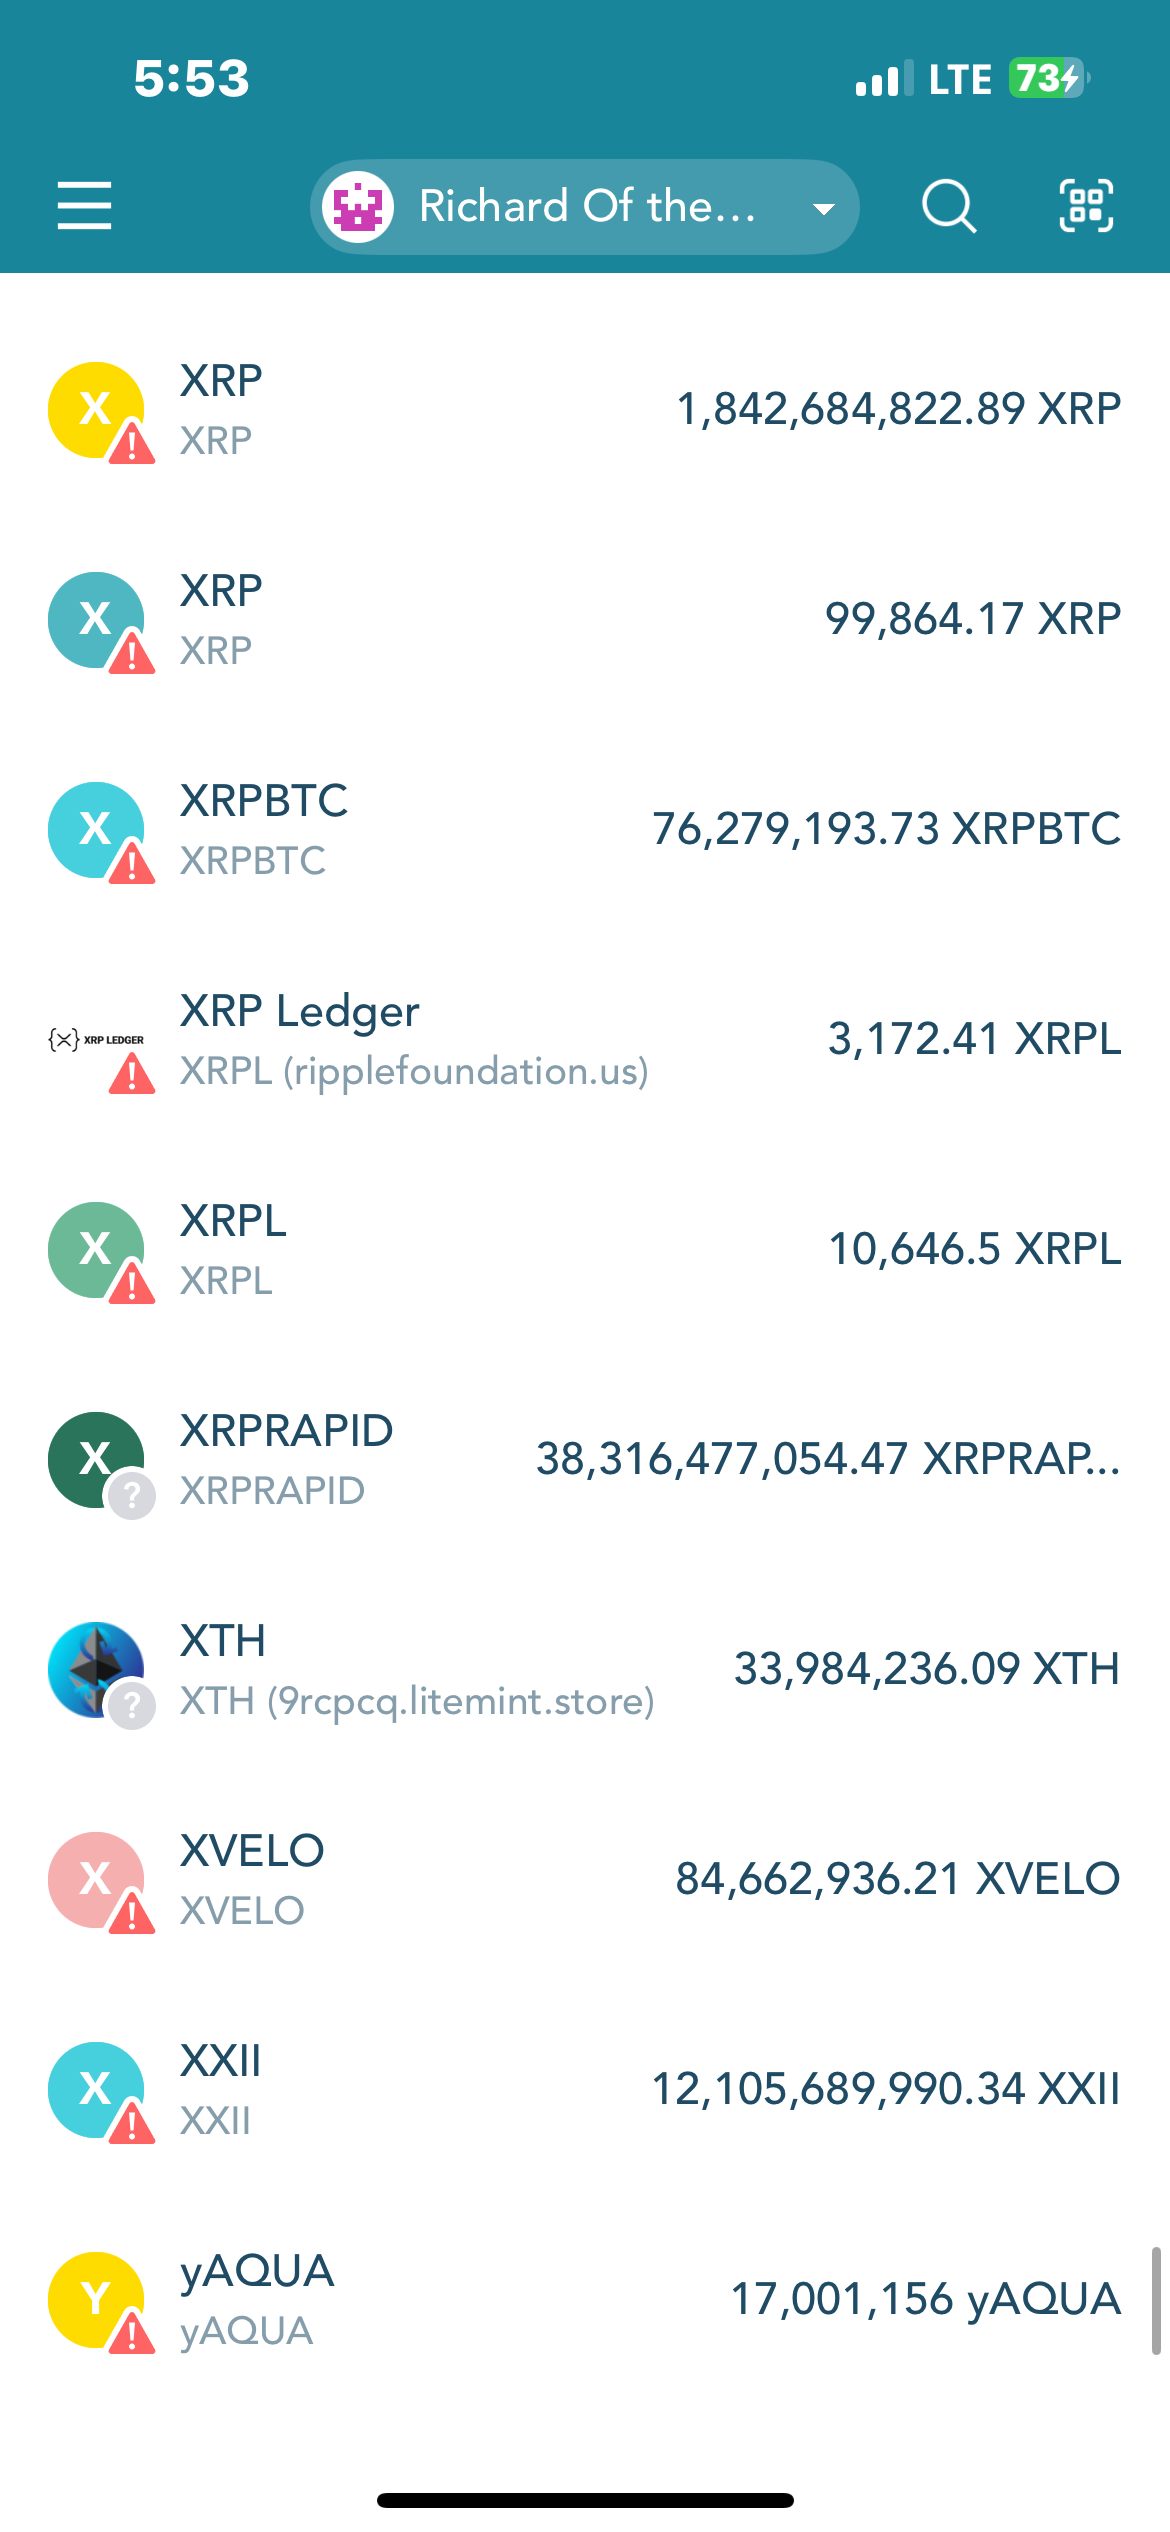 5:53
LTE 73
Richard Of the...
X
XRP
XRP
1,842,684,822.89 XRP
X
XRP
XRP
99,864.17 XRP
X
XRPBTC
XRPBTC
76,279,193.73 XRPBTC
{X} XRP LEDGER
XRP Ledger
XRPL (ripplefoundation.us)
3,172.41 XRPL
X
XRPL
XRPL
10,646.5 XRPL
X
?
XRPRAPID
XRPRAPID
38,316,477,054.47 XRPRAP...
?
XTH
XTH (9rcpcq.litemint.store)
33,984,236.09 XTH
X
XVELO
XVELO
84,662,936.21 XVELO
X
XXII
XXII
12,105,689,990.34 XXII
Y
yAQUA
yAQUA
17,001,156 yAQUA